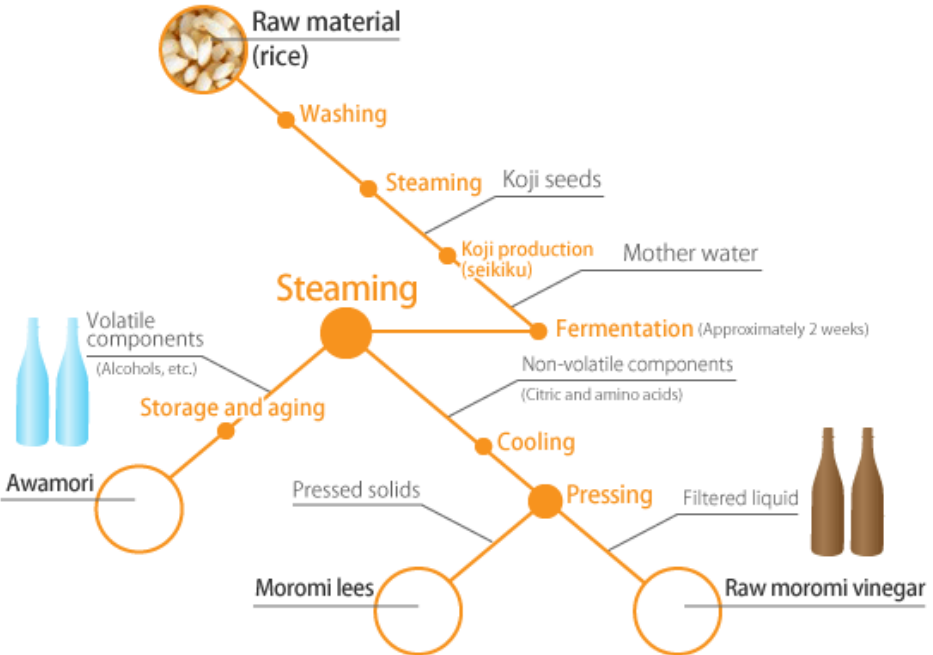 Raw material
(rice)
Washing
Steaming
Koji seeds
Koji production
(seikiku)
Mother water
Steaming
Fermentation (Approximately 2 weeks)
Volatile
components
(Alcohols, etc.)
Non-volatile components
(Citric and amino acids)
Storage and aging
Cooling
Awamori
Pressed solids
Pressing
Filtered liquid
Moromi lees
Raw moromi vinegar